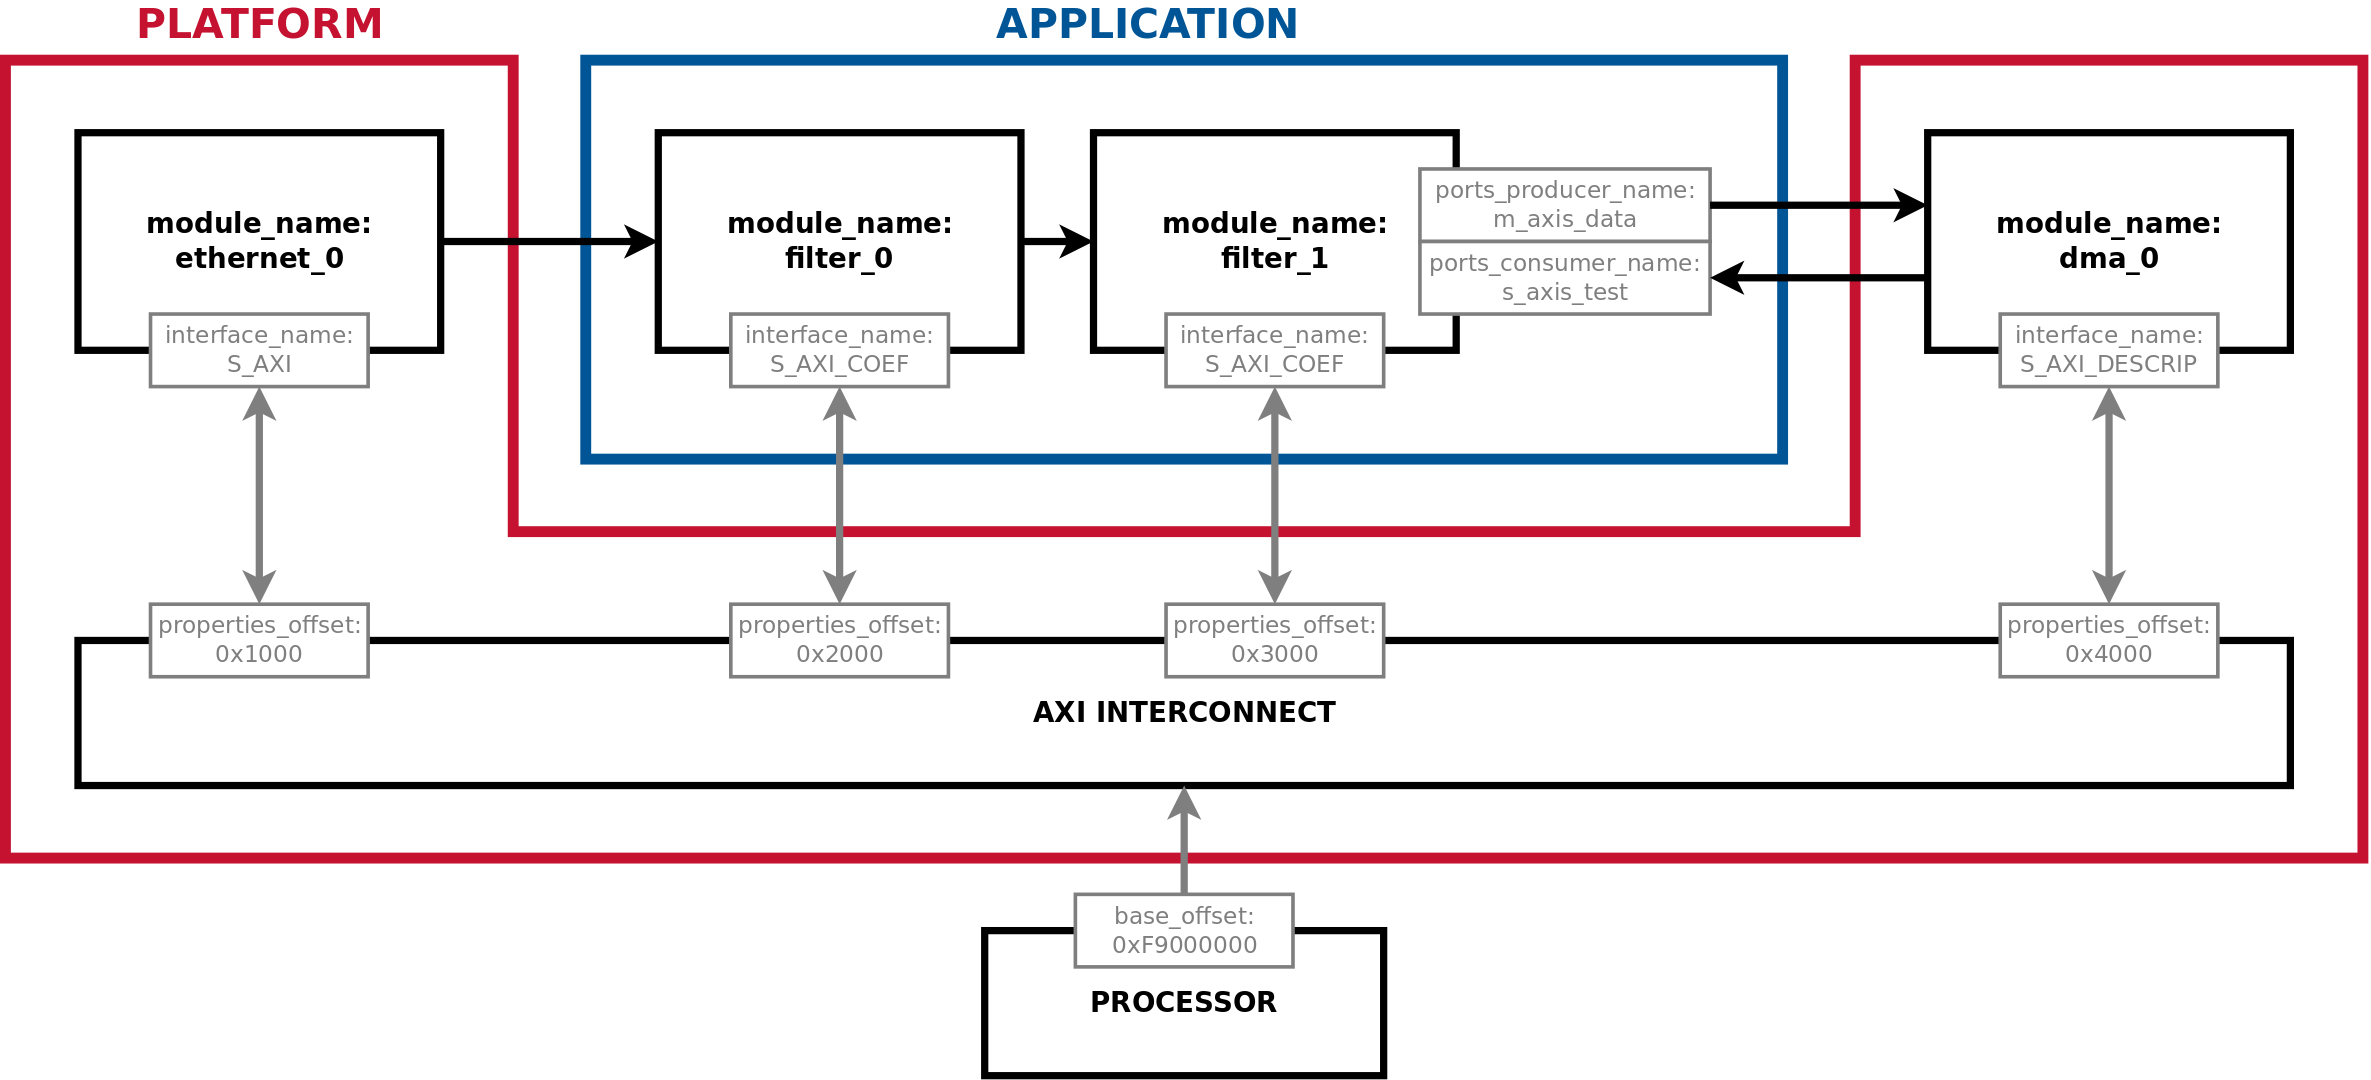 PLATFORM
APPLICATION
module_name:
ethernet_0
interface_name:
S_AXI
module_name:
filter_0
interface_name:
S_AXI_COEF
module_name:
filter_1
ports_producer_name:
m_axis_data
ports_consumer_name:
s_axis_test
interface_name:
S_AXI_COEF
module_name:
dma_0
interface_name:
S_AXI_DESCRIP
properties_offset:
0x1000
properties_offset:
0x2000
properties_offset:
0x3000
properties_offset:
0x4000
AXI INTERCONNECT
base_offset:
0xF9000000
PROCESSOR